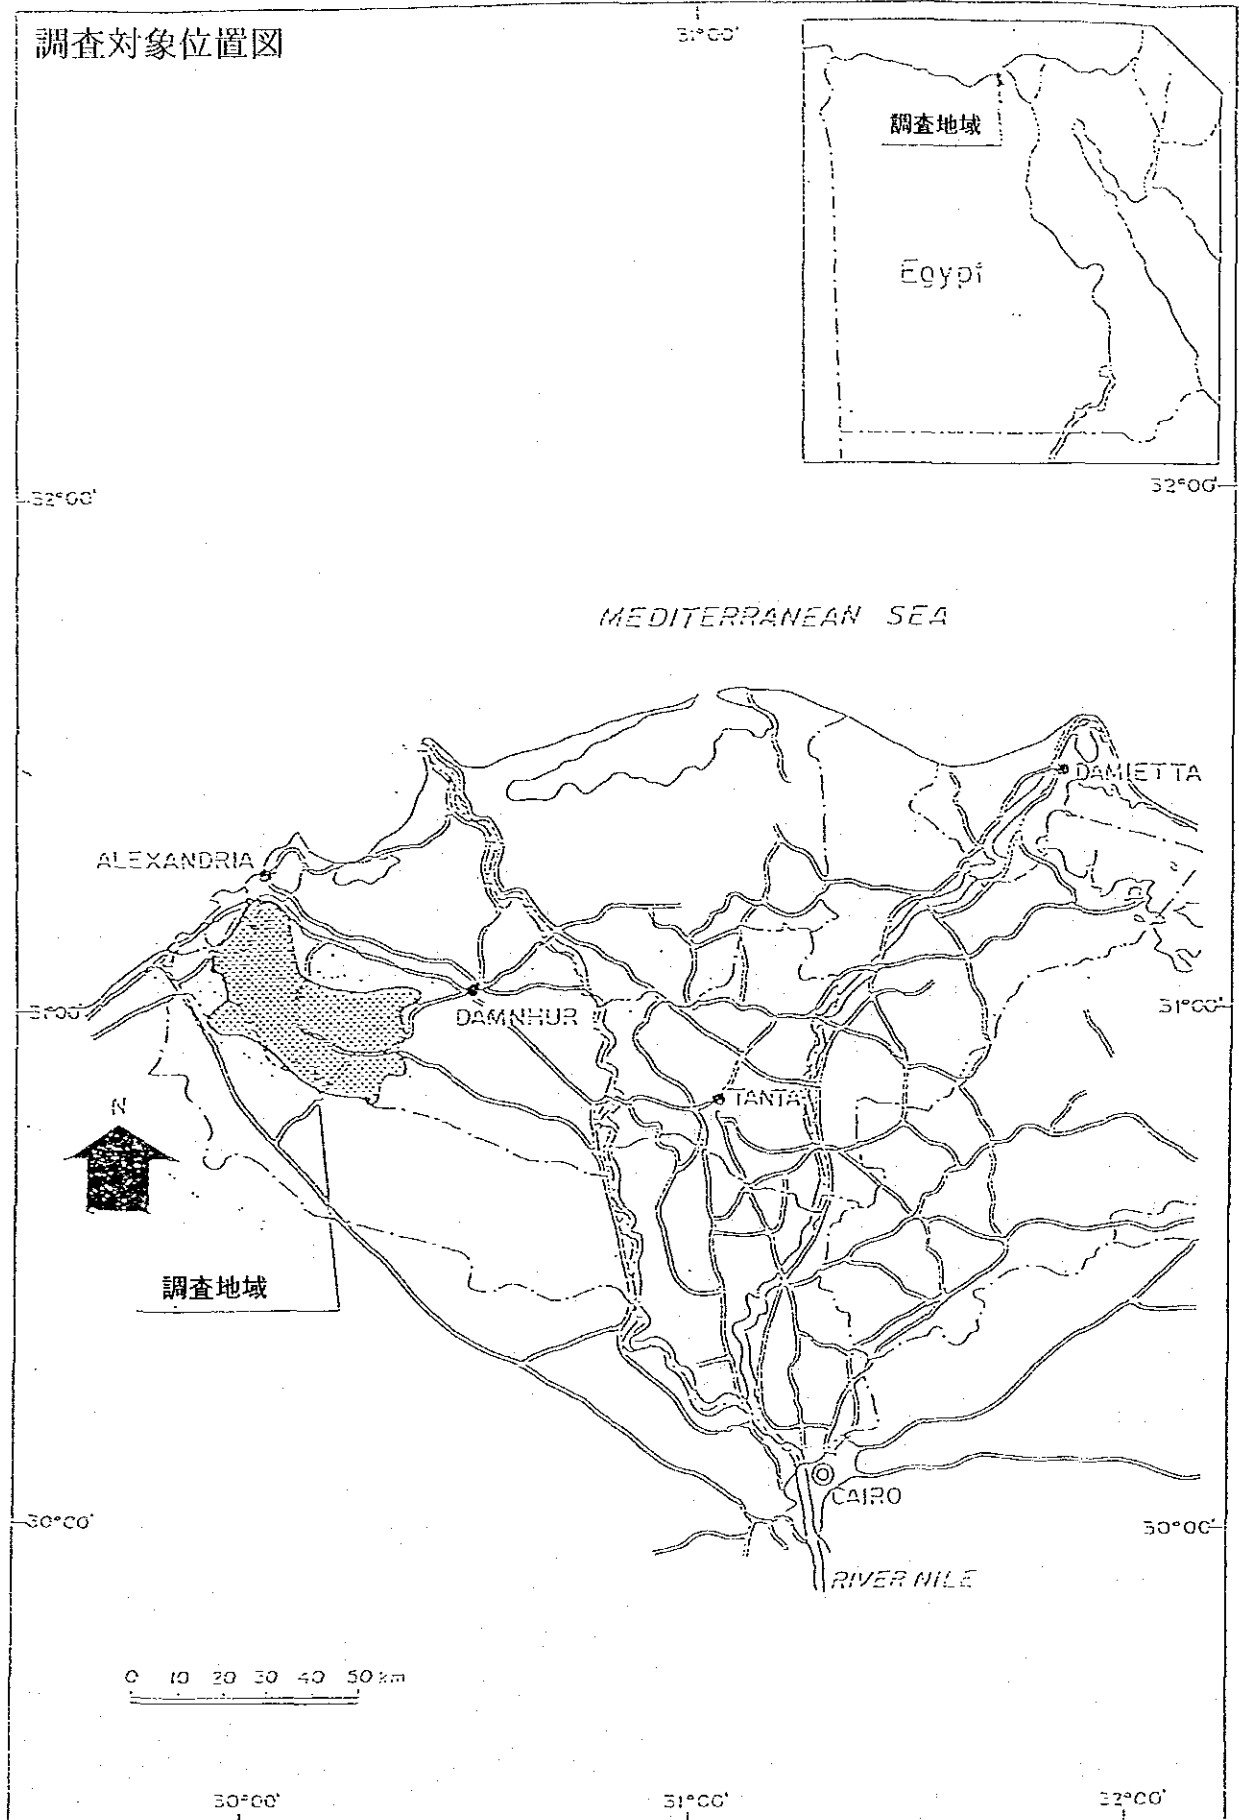 調査対象位置図
31°00'
調査地域
Egypt
32°00'
32°00'
MEDITERRANEAN SEA
DAMIETTA
ALEXANDRIA
31°00'
DAMNHUR
31°00'
TANTA
N
調査地域
CAIRO
30°00'
30°00'
RIVER NILE
0 10 20 30 40 50 km
30°00' 31°00' 32°00'